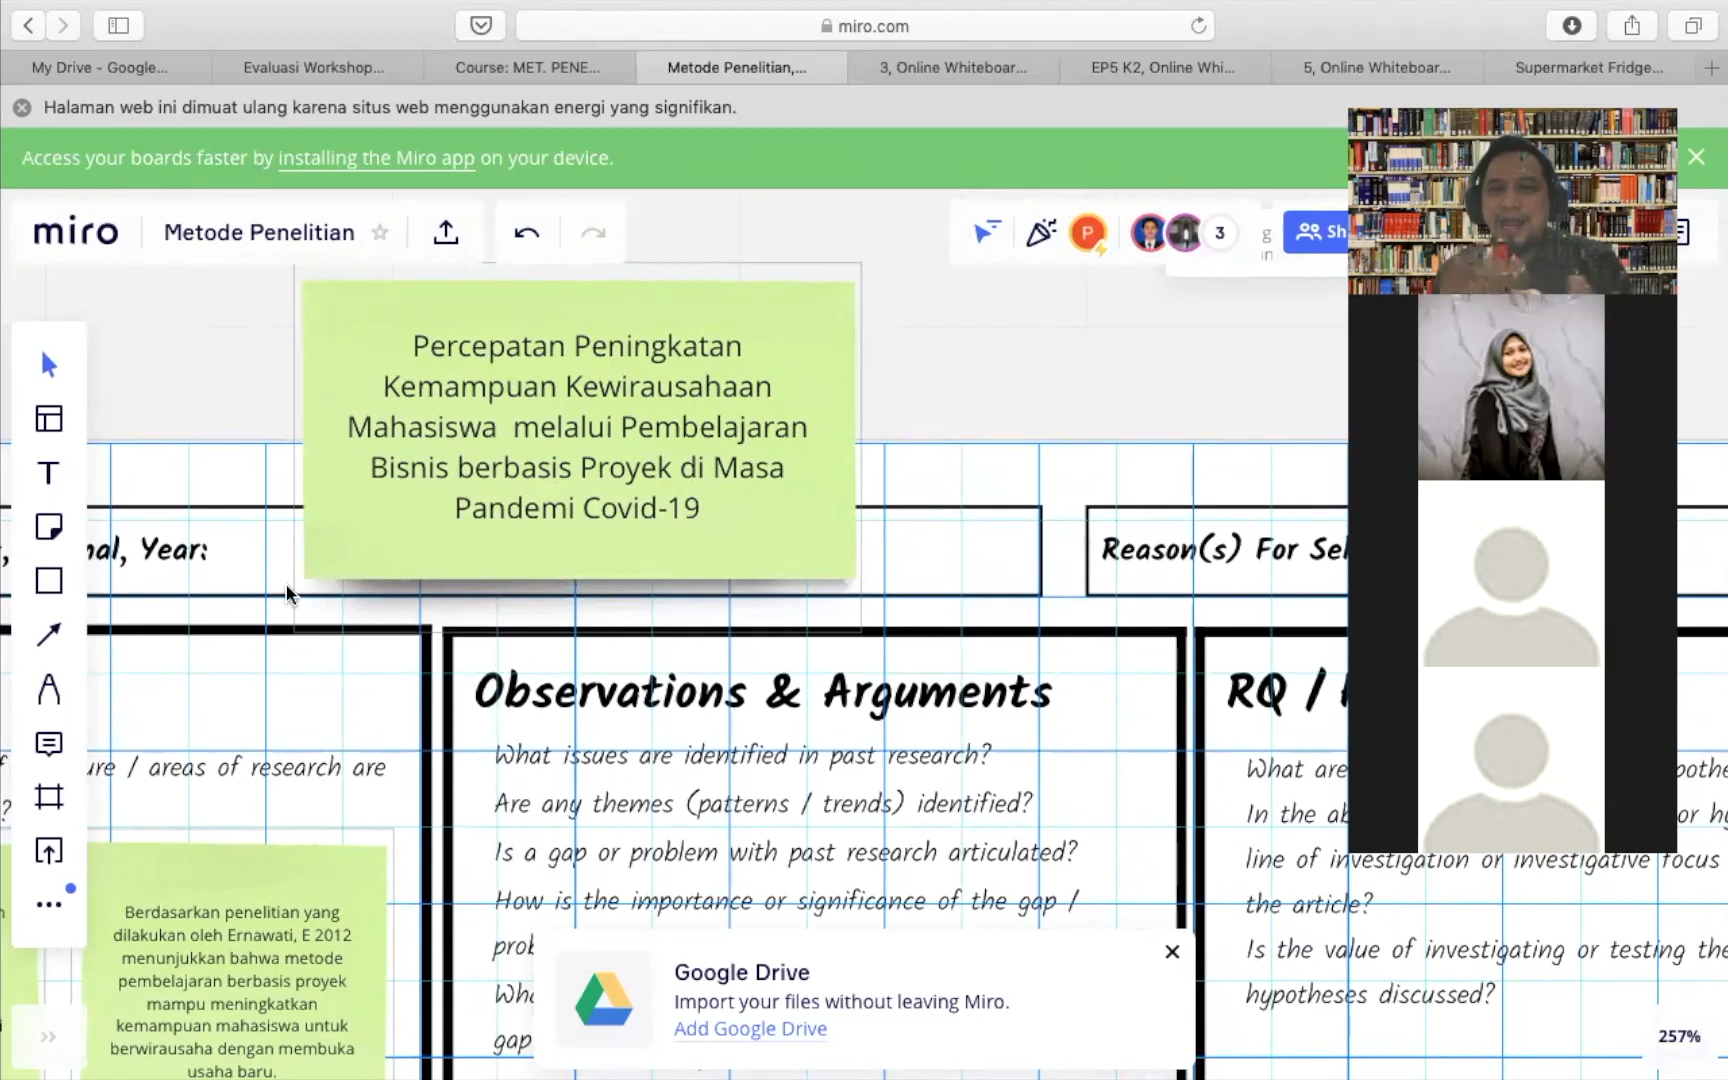 miro.com
My Drive - Google...
Evaluasi Workshop...
Course: MET. PENE...
Metode Penelitian,...
3, Online Whiteboar...
EP5 K2, Online Whi...
5, Online Whiteboar...
Supermarket Fridge...
Halaman web ini dimuat ulang karena situs web menggunakan energi yang signifikan.
Access your boards faster by installing the Miro app on your device.
miro
Metode Penelitian
P
3
Sh
Percepatan Peningkatan
Kemampuan Kewirausahaan
Mahasiswa melalui Pembelajaran
Bisnis berbasis Proyek di Masa
Pandemi Covid-19
Year:
Reason(s) For Sel
Observations & Arguments
What issues are identified in past research?
Are any themes (patterns / trends) identified?
Is a gap or problem with past research articulated?
How is the importance or significance of the gap /
prob
gap
RQ /
What are
In the ab
line of investigation or investigative focus
the article?
Is the value of investigating or testing the
hypotheses discussed?
/ areas of research are
Berdasarkan penelitian yang
dilakukan oleh Ernawati, E 2012
menunjukkan bahwa metode
pembelajaran berbasis proyek
mampu meningkatkan
kemampuan mahasiswa untuk
berwirausaha dengan membuka
usaha baru.
Google Drive
Import your files without leaving Miro.
Add Google Drive
257%